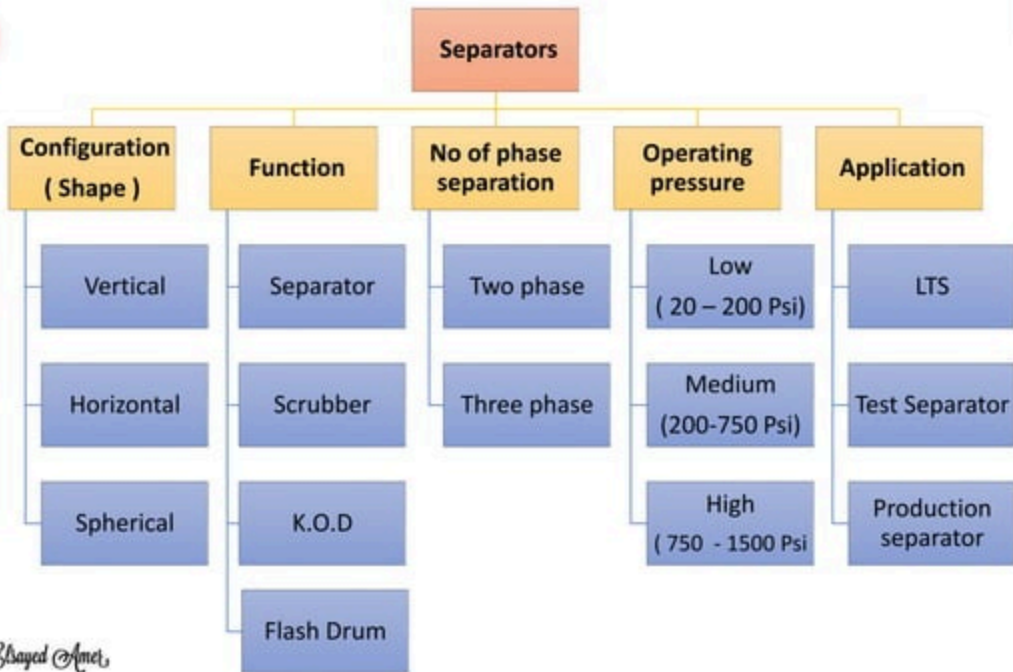 Separators
Configuration
( Shape )
Vertical
Horizontal
Spherical
Function
Separator
Scrubber
K.O.D
Flash Drum
No of phase
separation
Two phase
Three phase
Operating
pressure
Low
( 20 – 200 Psi)
Medium
(200-750 Psi)
High
( 750 - 1500 Psi
Application
LTS
Test Separator
Production
separator
Elsayed Amer